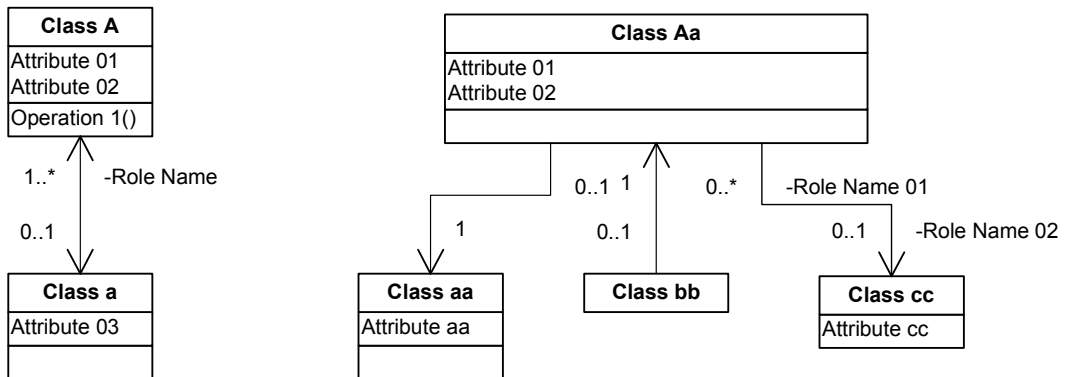 Class A
Attribute 01
Attribute 02
Operation 1()
1..* -Role Name
0..1
Class a
Attribute 03
Class Aa
Attribute 01
Attribute 02
0..1 1 0..* -Role Name 01
1 0..1 0..1 -Role Name 02
Class aa
Attribute aa
Class bb
Class cc
Attribute cc